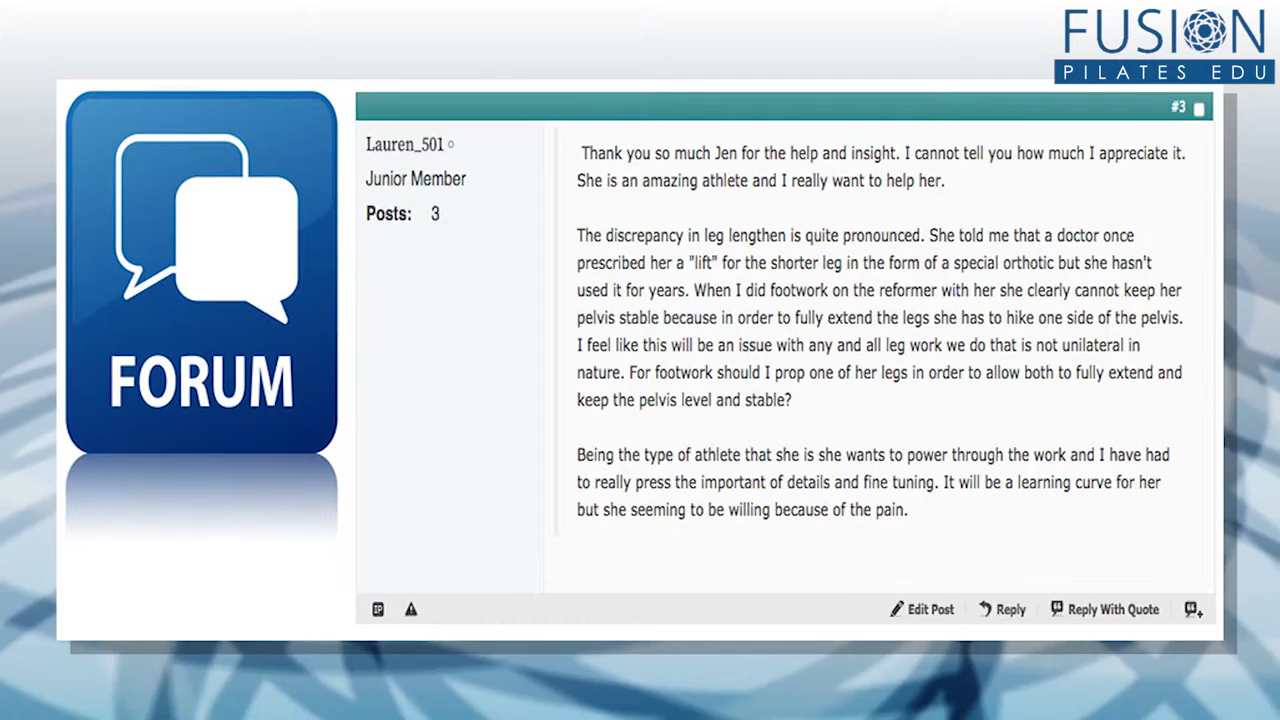 FUSION
PILATES EDU
#3
Lauren_501
Junior Member
Posts: 3
Thank you so much Jen for the help and insight. I cannot tell you how much I appreciate it.
She is an amazing athlete and I really want to help her.
The discrepancy in leg lengthen is quite pronounced. She told me that a doctor once
prescribed her a "lift" for the shorter leg in the form of a special orthotic but she hasn't
used it for years. When I did footwork on the reformer with her she clearly cannot keep her
pelvis stable because in order to fully extend the legs she has to hike one side of the pelvis.
I feel like this will be an issue with any and all leg work we do that is not unilateral in
nature. For footwork should I prop one of her legs in order to allow both to fully extend and
keep the pelvis level and stable?
Being the type of athlete that she is she wants to power through the work and I have had
to really press the important of details and fine tuning. It will be a learning curve for her
but she seeming to be willing because of the pain.
FORUM
IP
Edit Post
Reply
Reply With Quote